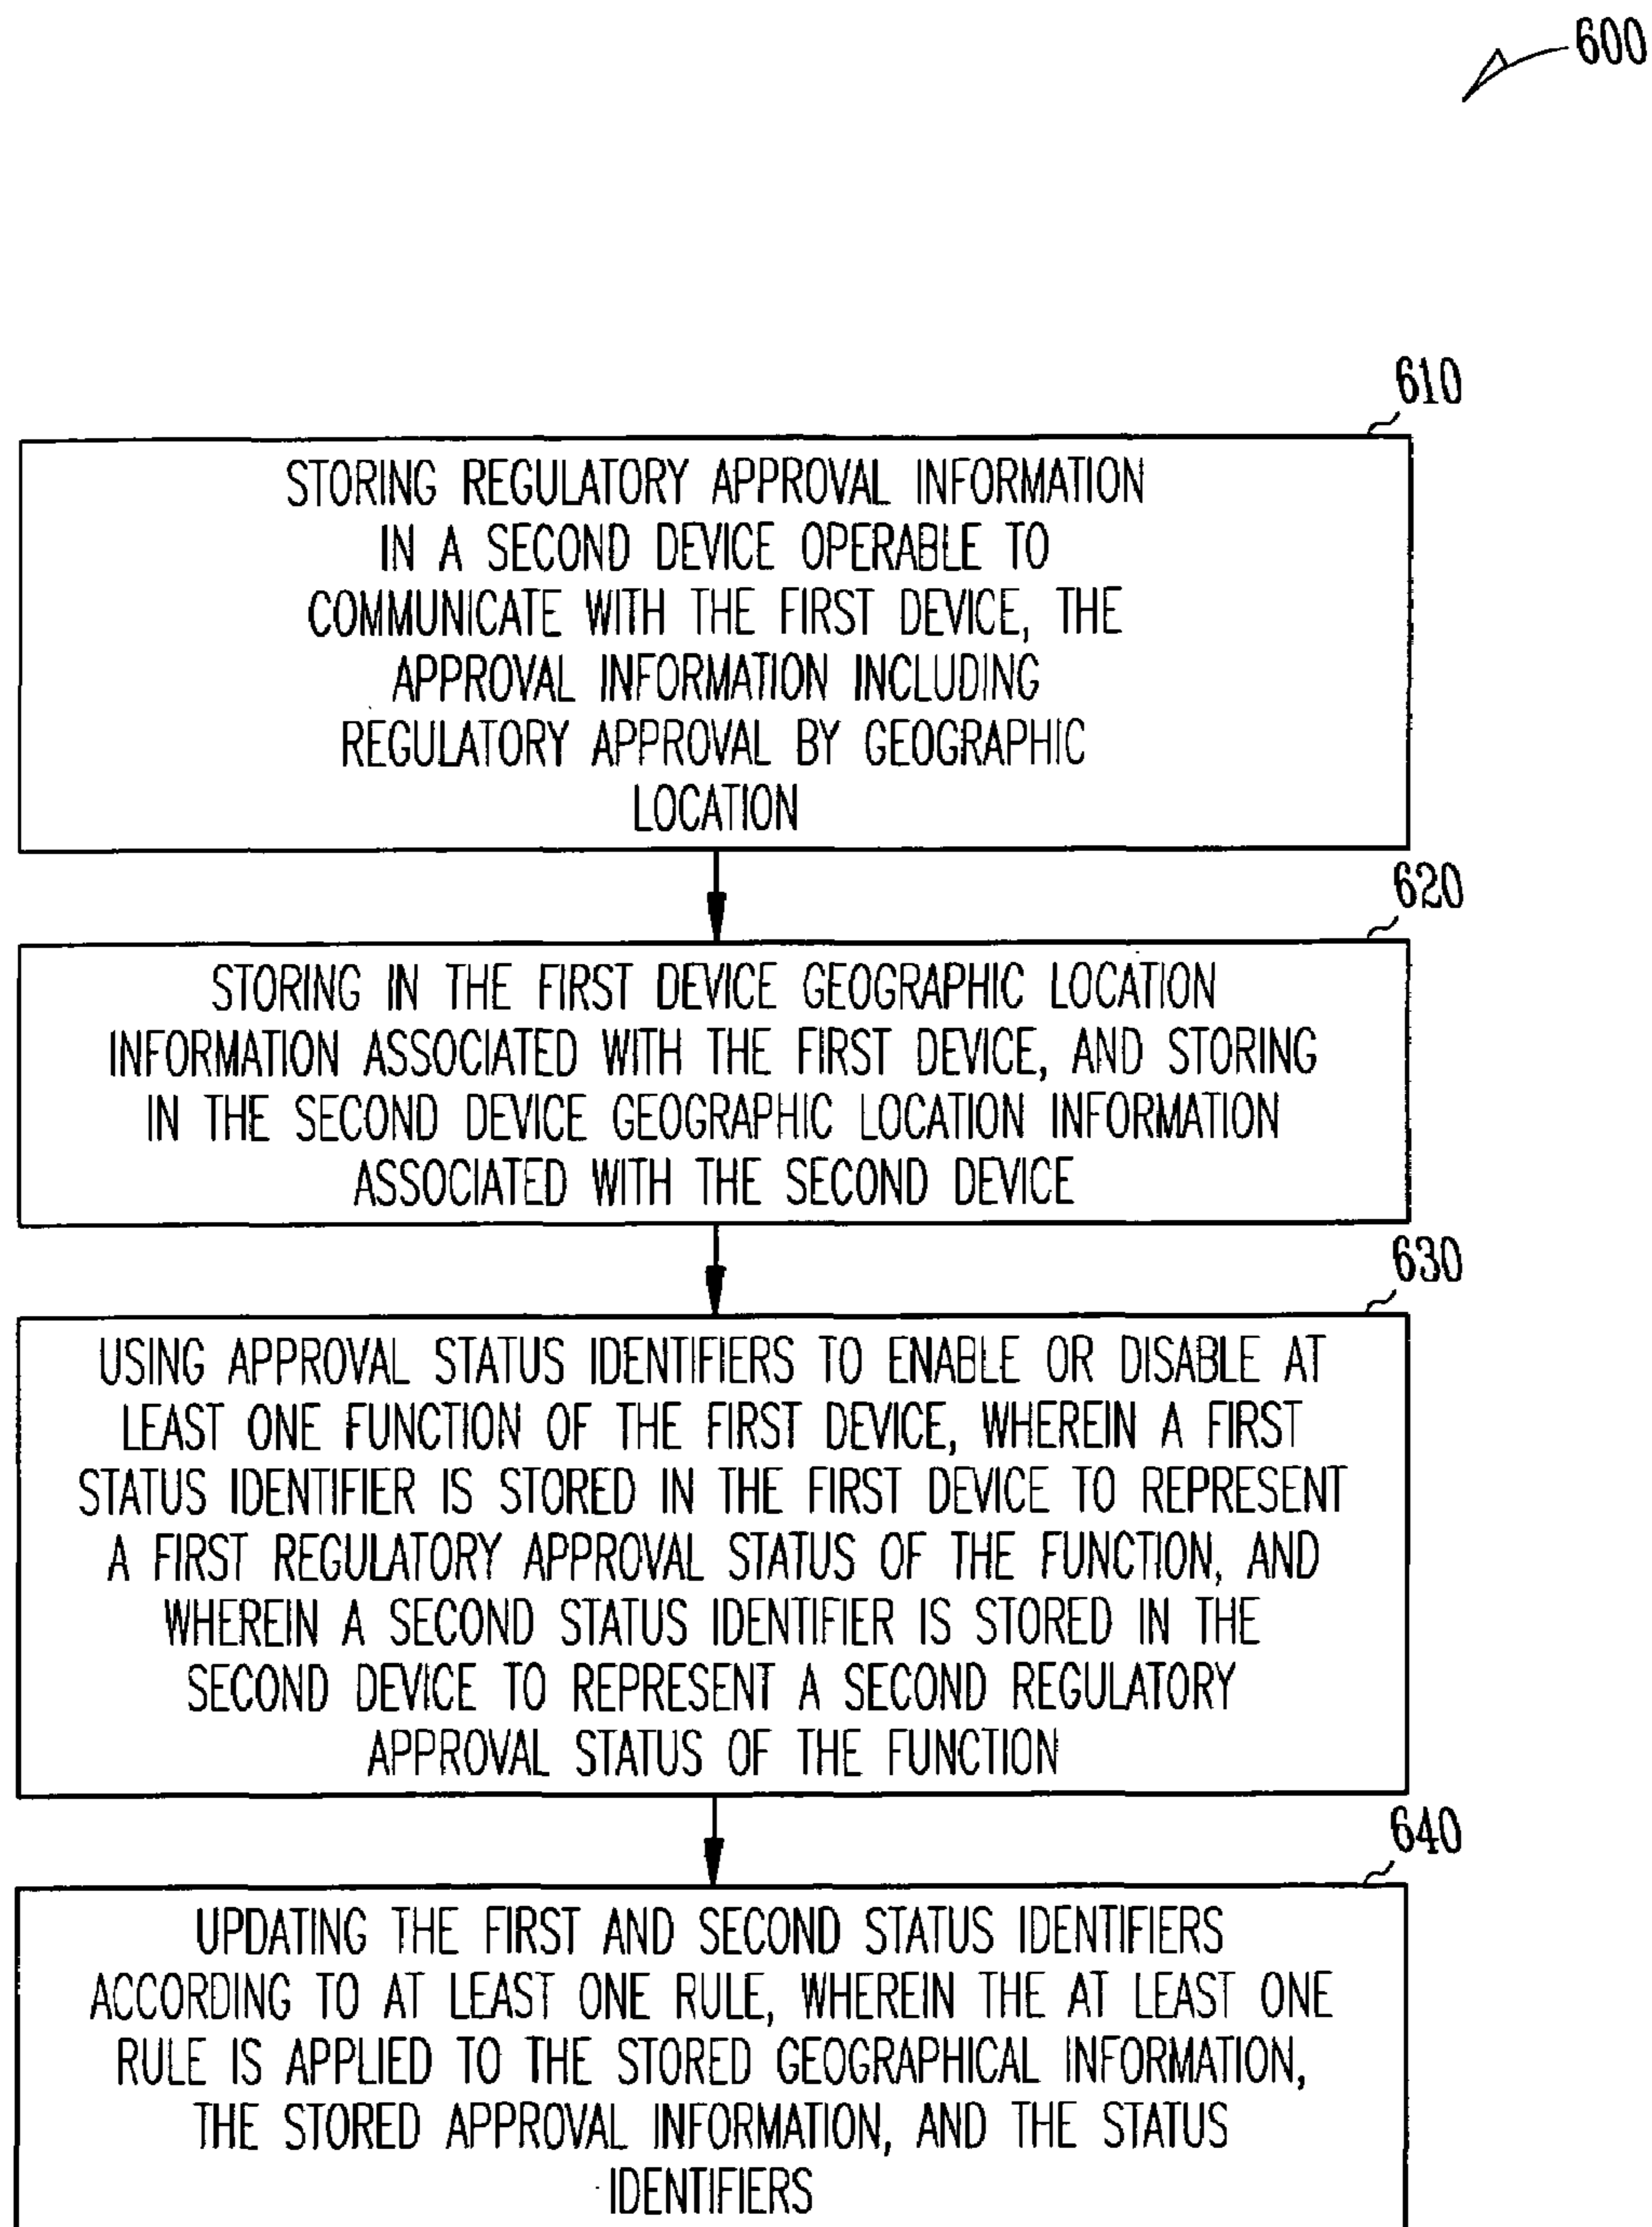 600
610
STORING REGULATORY APPROVAL INFORMATION
IN A SECOND DEVICE OPERABLE TO
COMMUNICATE WITH THE FIRST DEVICE, THE
APPROVAL INFORMATION INCLUDING
REGULATORY APPROVAL BY GEOGRAPHIC
LOCATION
620
STORING IN THE FIRST DEVICE GEOGRAPHIC LOCATION
INFORMATION ASSOCIATED WITH THE FIRST DEVICE, AND STORING
IN THE SECOND DEVICE GEOGRAPHIC LOCATION INFORMATION
ASSOCIATED WITH THE SECOND DEVICE
630
USING APPROVAL STATUS IDENTIFIERS TO ENABLE OR DISABLE AT
LEAST ONE FUNCTION OF THE FIRST DEVICE, WHEREIN A FIRST
STATUS IDENTIFIER IS STORED IN THE FIRST DEVICE TO REPRESENT
A FIRST REGULATORY APPROVAL STATUS OF THE FUNCTION, AND
WHEREIN A SECOND STATUS IDENTIFIER IS STORED IN THE
SECOND DEVICE TO REPRESENT A SECOND REGULATORY
APPROVAL STATUS OF THE FUNCTION
640
UPDATING THE FIRST AND SECOND STATUS IDENTIFIERS
ACCORDING TO AT LEAST ONE RULE, WHEREIN THE AT LEAST ONE
RULE IS APPLIED TO THE STORED GEOGRAPHICAL INFORMATION,
THE STORED APPROVAL INFORMATION, AND THE STATUS
IDENTIFIERS